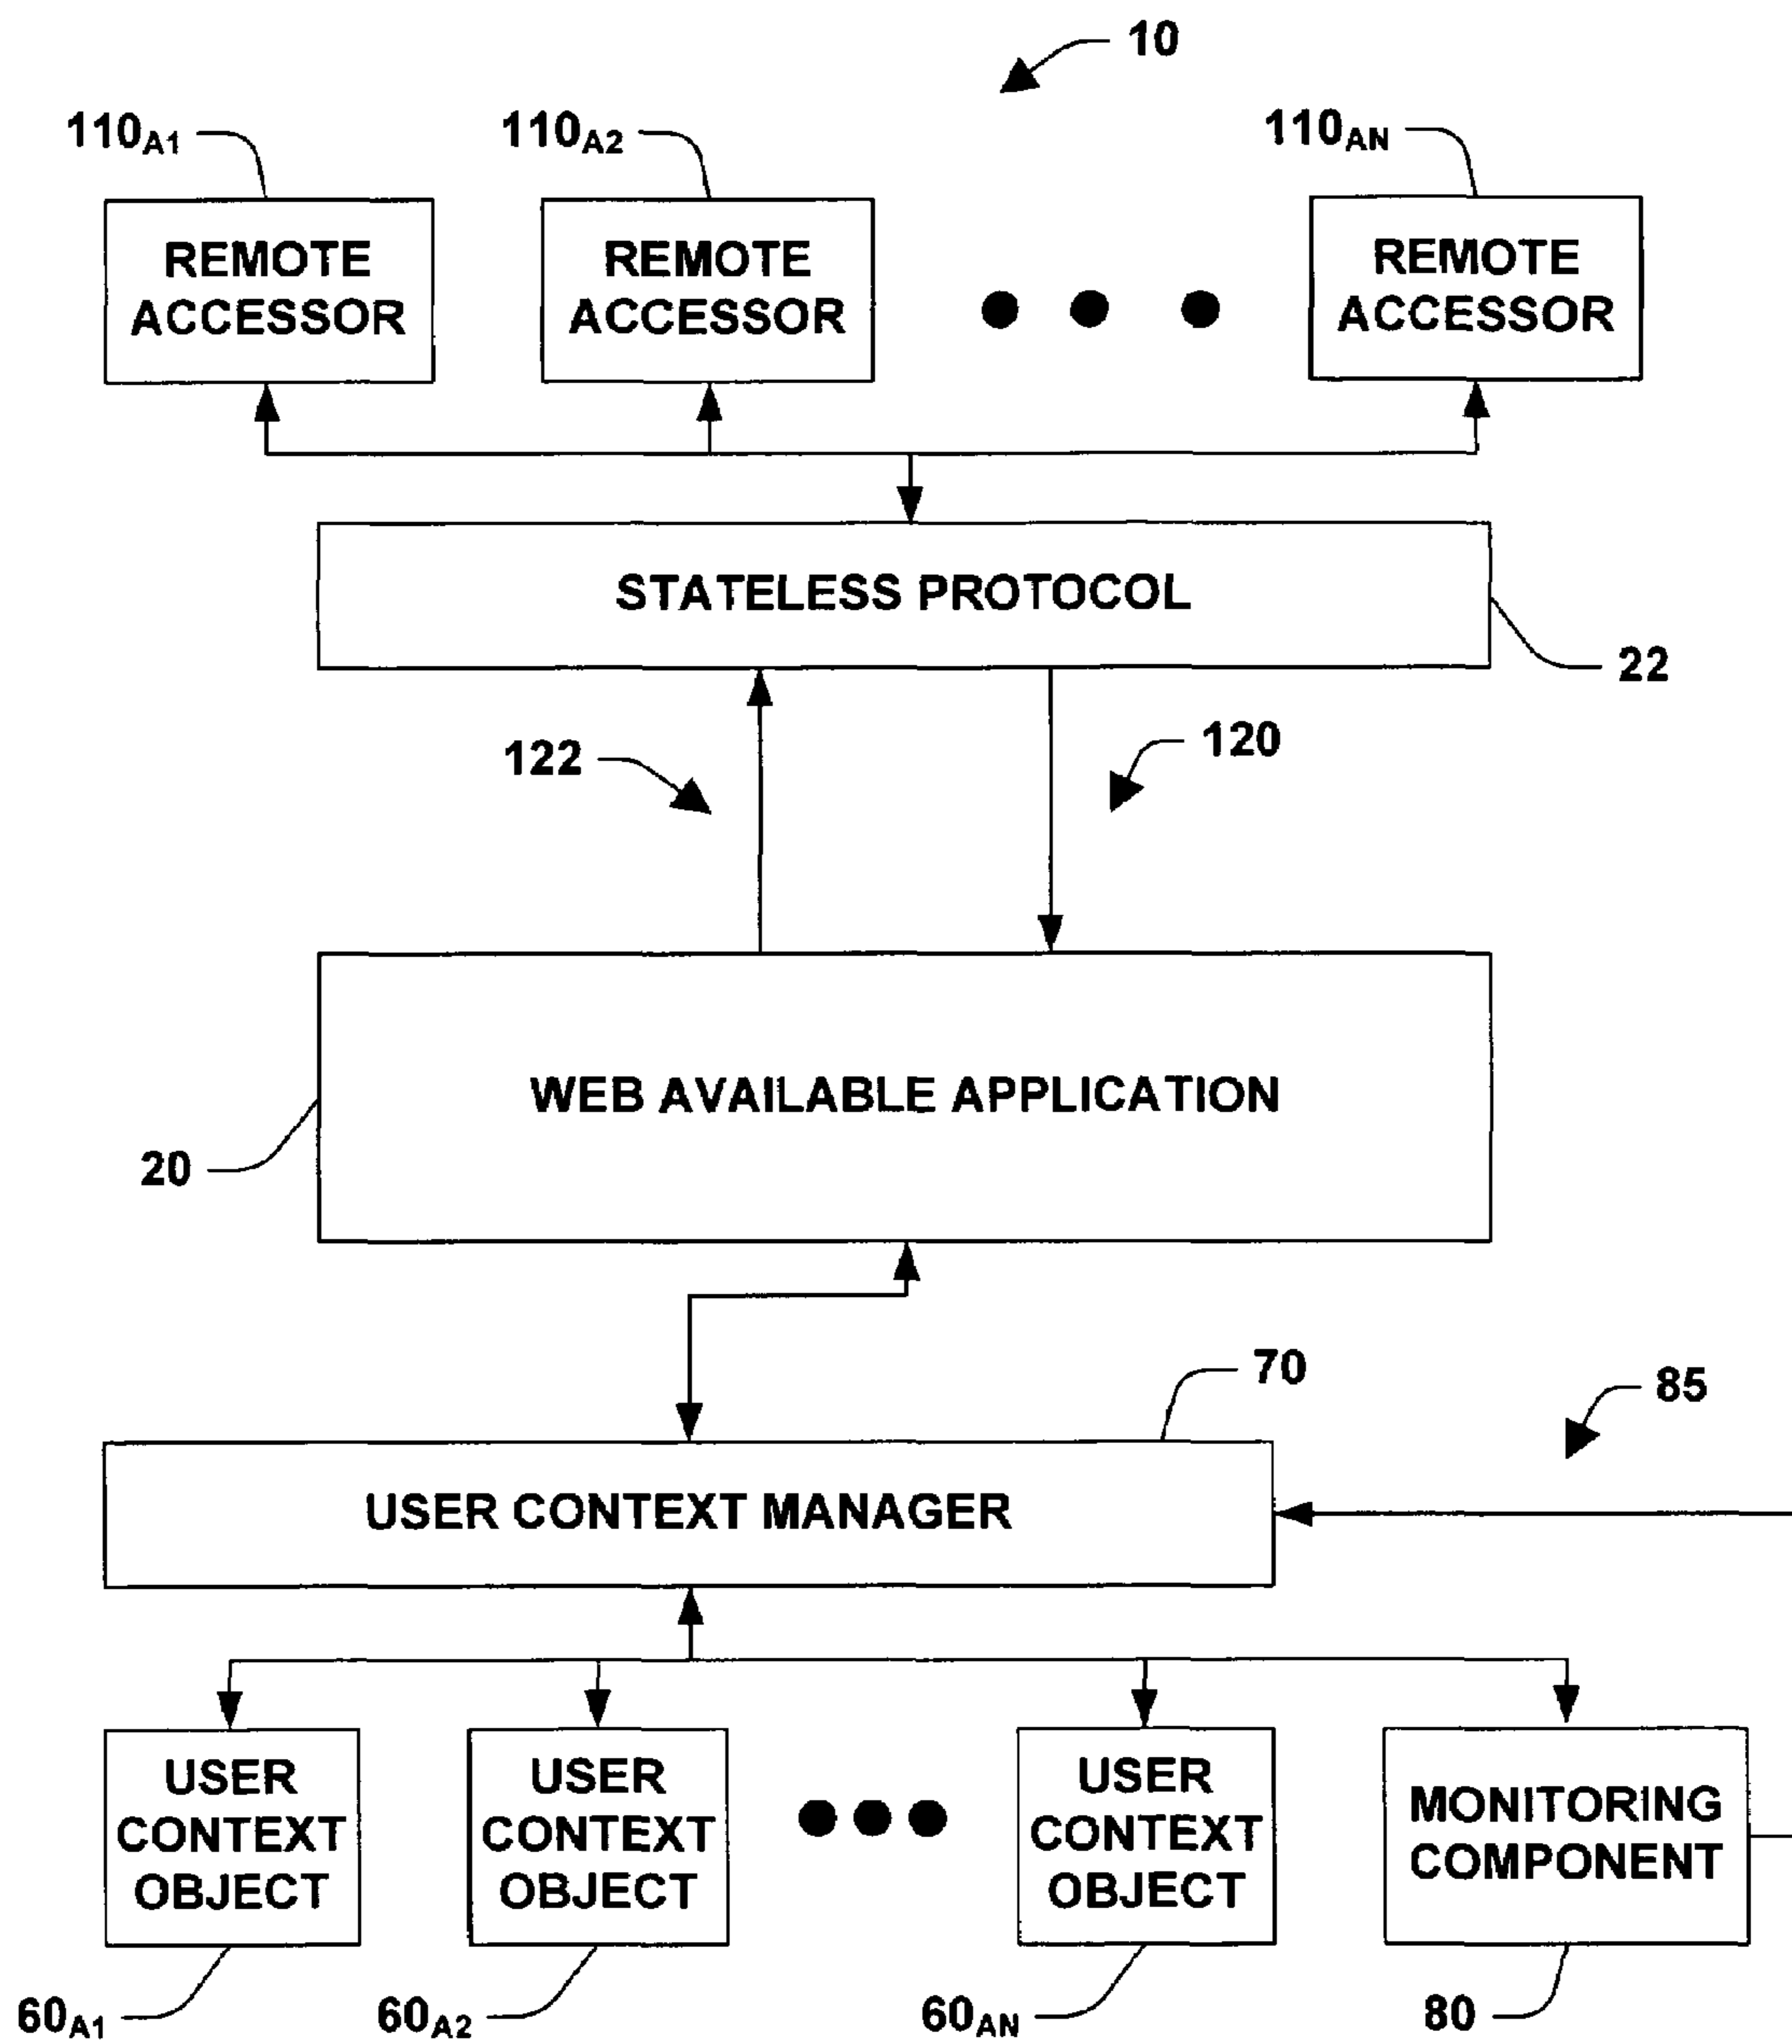 10
110A1
110A2
110AN
REMOTE
ACCESSOR
REMOTE
ACCESSOR
REMOTE
ACCESSOR
STATELESS PROTOCOL
22
122
120
WEB AVAILABLE APPLICATION
20
70
85
USER CONTEXT MANAGER
USER
CONTEXT
OBJECT
USER
CONTEXT
OBJECT
USER
CONTEXT
OBJECT
MONITORING
COMPONENT
60A1
60A2
60AN
80